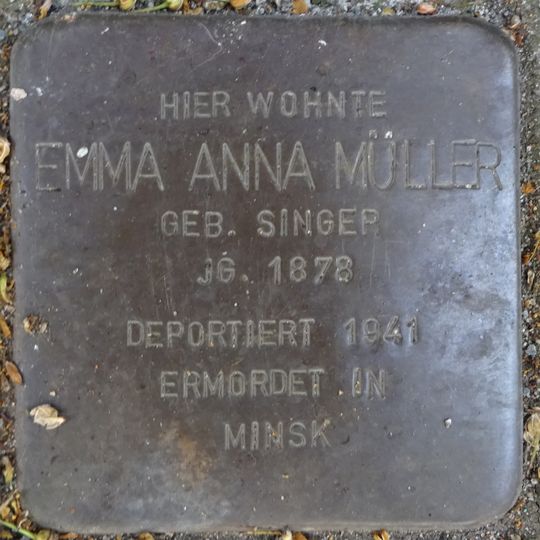 HIER WOHNTE
EMMA ANNA MÜLLER
GEB. SINGER
JG. 1878
DEPORTIERT 1941
ERMORDET IN
MINSK